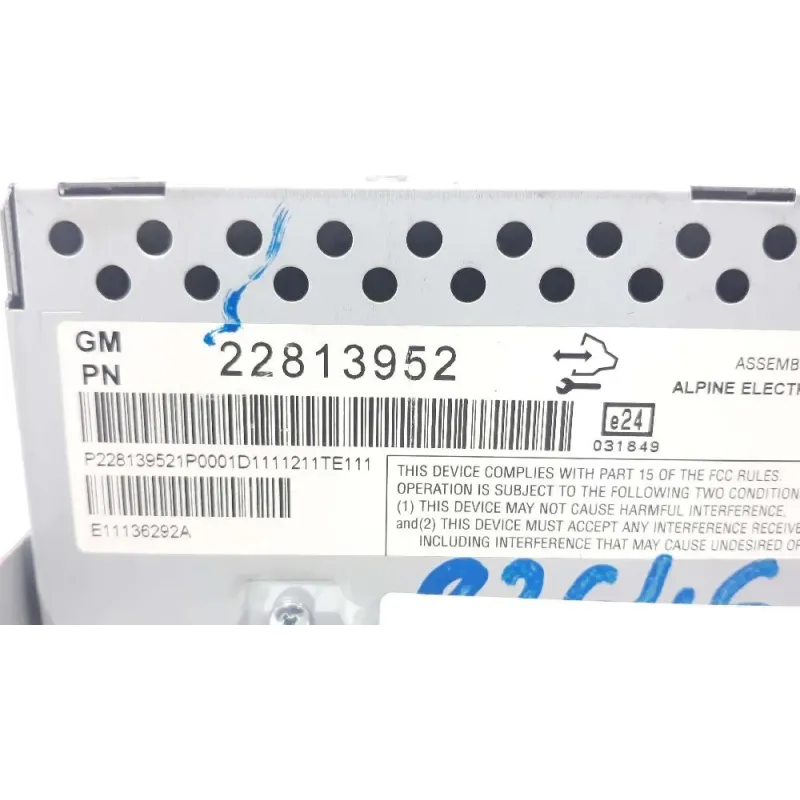 GM
PN 22813952
ASSEMB
ALPINE ELECTR
e24
031849
P228139521P0001D1111211TE111
E11136292A
THIS DEVICE COMPLIES WITH PART 15 OF THE FCC RULES.
OPERATION IS SUBJECT TO THE FOLLOWING TWO CONDITION
(1) THIS DEVICE MAY NOT CAUSE HARMFUL INTERFERENCE,
and(2) THIS DEVICE MUST ACCEPT ANY INTERFERENCE RECEIVE
INCLUDING INTERFERENCE THAT MAY CAUSE UNDESIRED OF